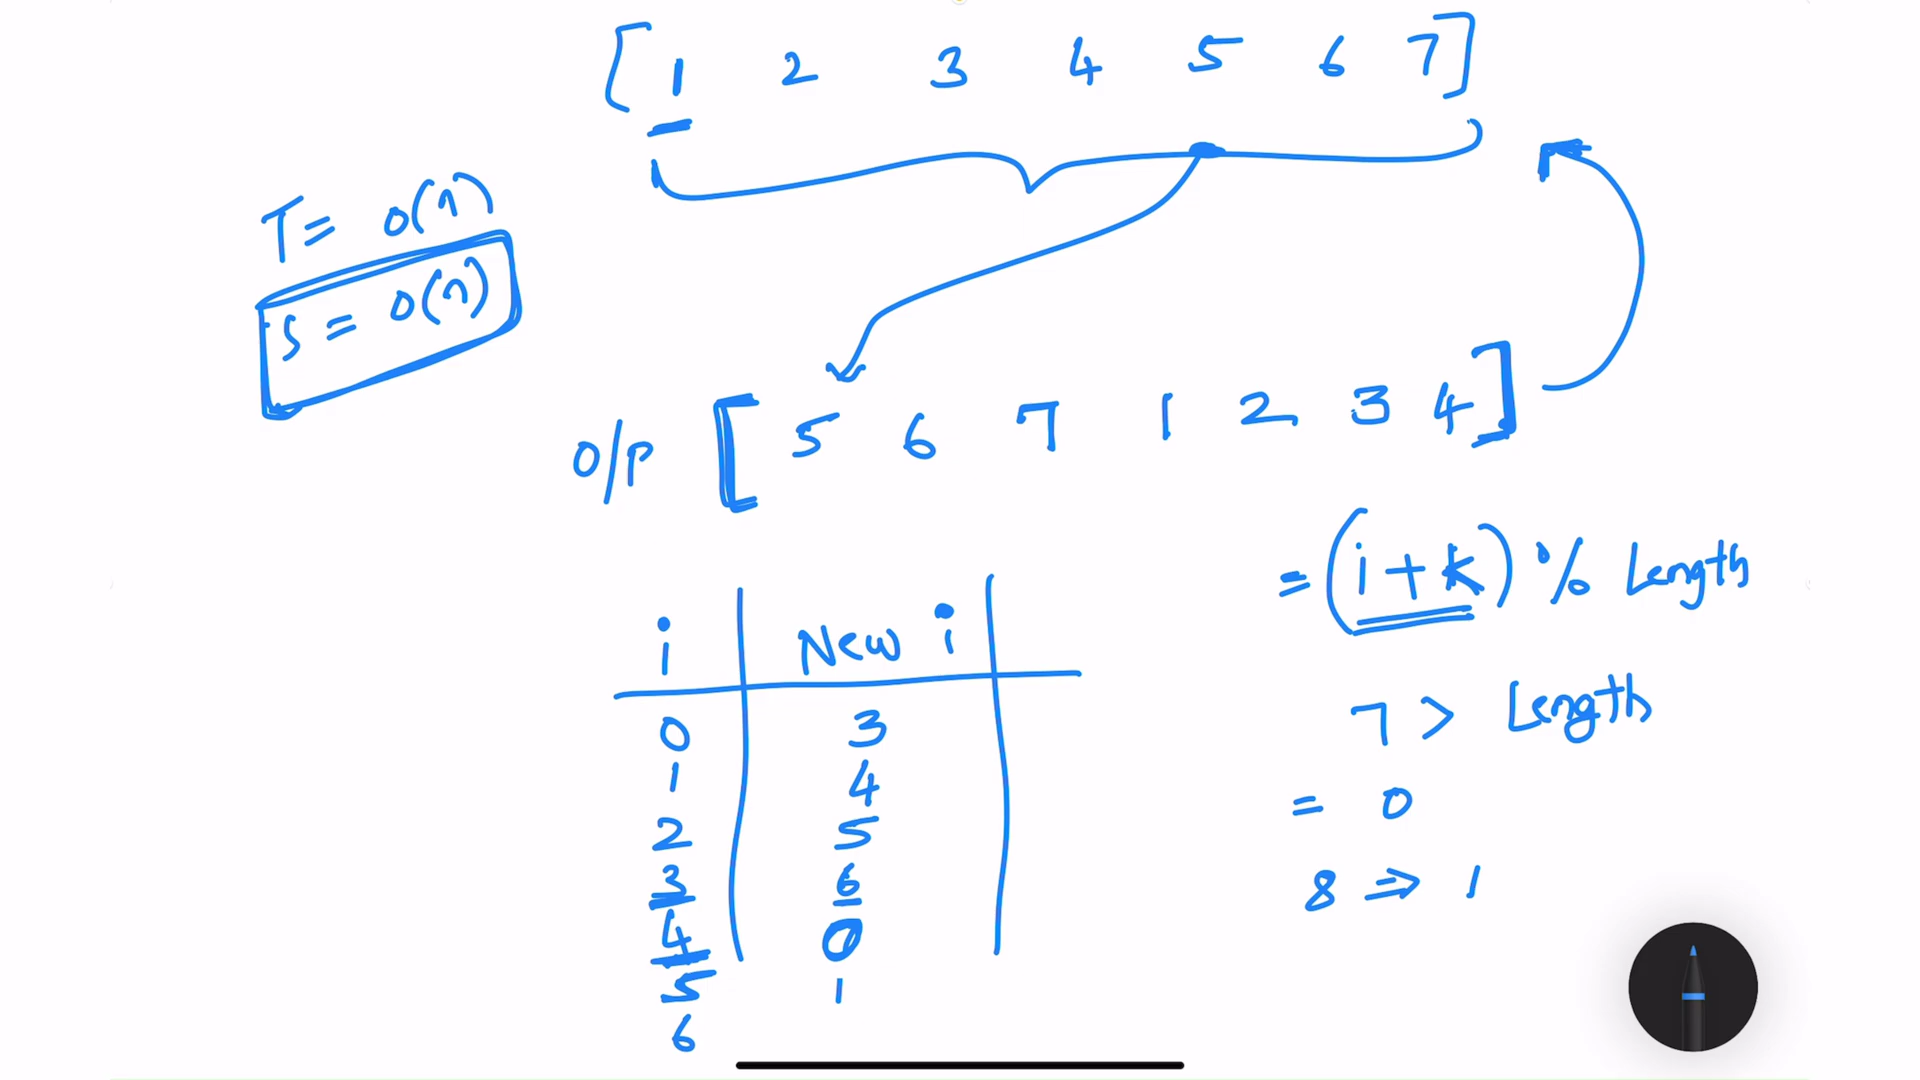 [1 2 3 4 5 6 7]
T= O(n)
S = O(n)
O/P [5 6 7 1 2 3 4]
= (i+k) % Length
i New i
7 > Length
0 3
1 4
= 0
2 5
3 6
8 ⇒ 1
4 0
5 1
6